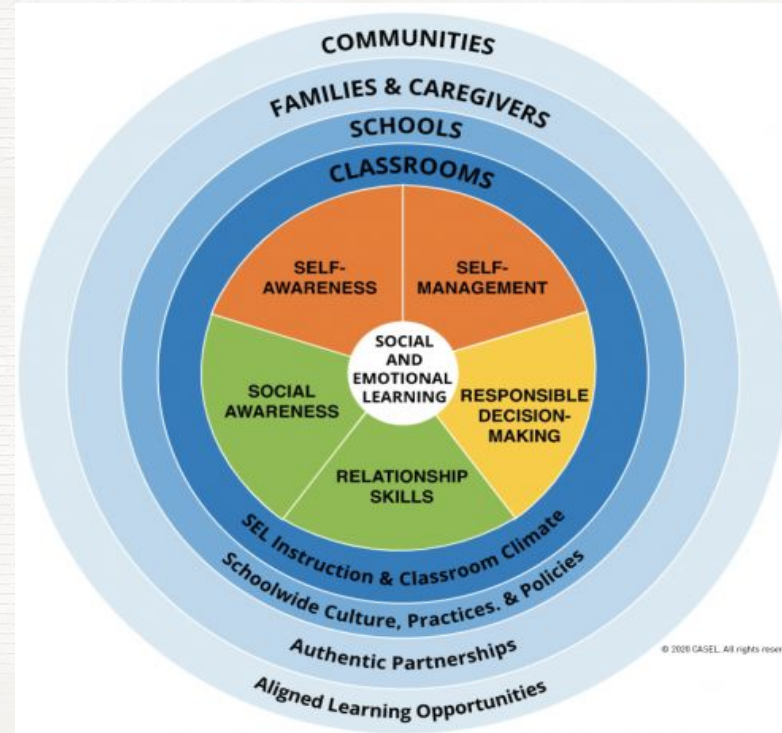 COMMUNITIES
FAMILIES & CAREGIVERS
SCHOOLS
CLASSROOMS
SELF-
AWARENESS
SELF-
MANAGEMENT
SOCIAL
AND
EMOTIONAL
LEARNING
SOCIAL
AWARENESS
RESPONSIBLE
DECISION-
MAKING
RELATIONSHIP
SKILLS
SEL Instruction & Classroom Climate
Schoolwide Culture, Practices. & Policies
Authentic Partnerships
Aligned Learning Opportunities
© 2020 CASEL. All rights reser